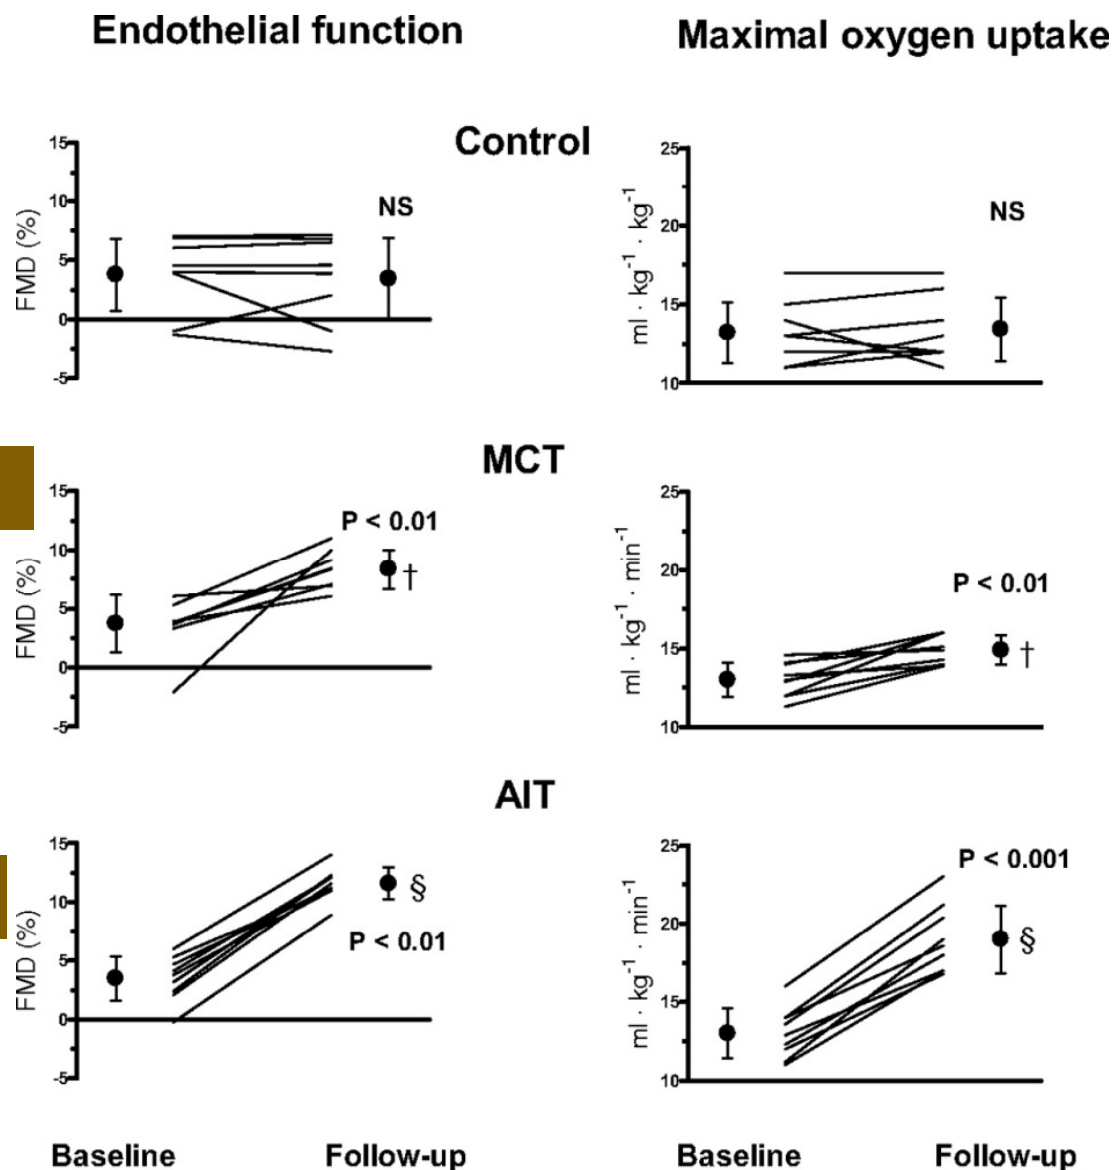 Endothelial function
Maximal oxygen uptake
Control
15
10
5
0
-5
FMD (%)
NS
25
20
15
10
ml · kg⁻¹ · kg⁻¹
NS
MCT
15
10
5
0
-5
FMD (%)
P < 0.01
†
25
20
15
10
ml · kg⁻¹ · min⁻¹
P < 0.01
†
AIT
15
10
5
0
-5
FMD (%)
§
P < 0.01
25
20
15
10
ml · kg⁻¹ · min⁻¹
P < 0.001
§
Baseline
Follow-up
Baseline
Follow-up